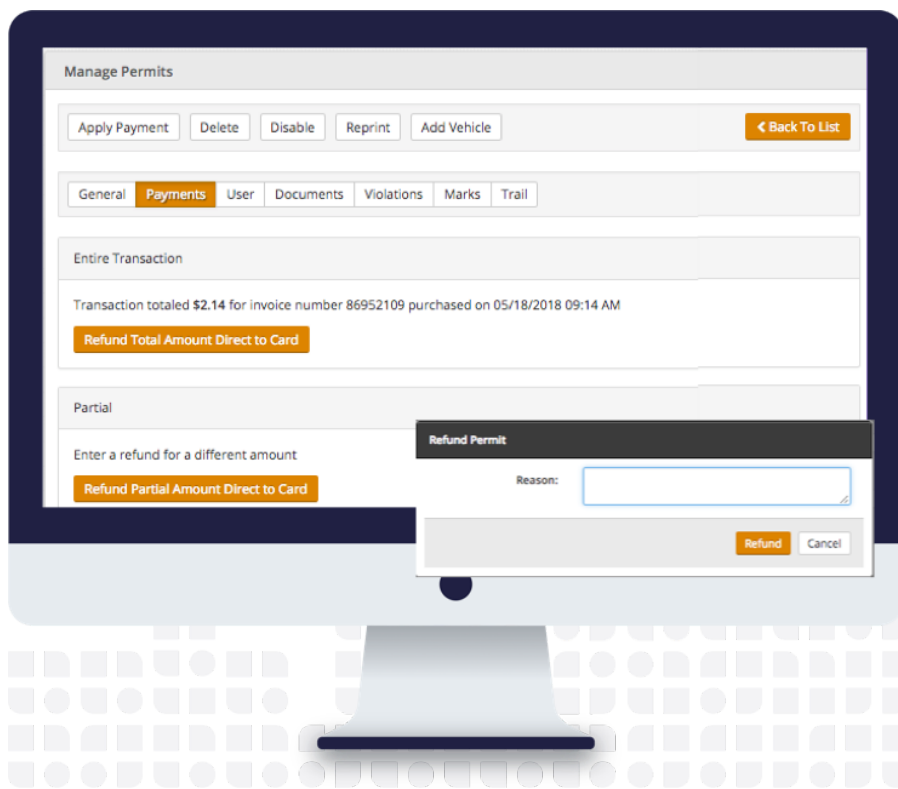 Manage Permits
Apply Payment Delete Disable Reprint Add Vehicle Back To List
General Payments User Documents Violations Marks Trail
Entire Transaction
Transaction totaled $2.14 for invoice number 86952109 purchased on 05/18/2018 09:14 AM
Refund Total Amount Direct to Card
Partial
Enter a refund for a different amount
Refund Partial Amount Direct to Card
Refund Permit
Reason:
Refund Cancel